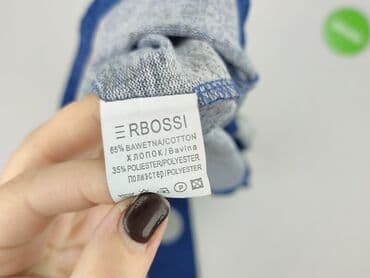 ERBOSSI
65% BAWEŁNA/COTTON
ХЛОПОК/Bavlna
35% POLIESTER/POLYESTER
Полиэстер/POLYESTER